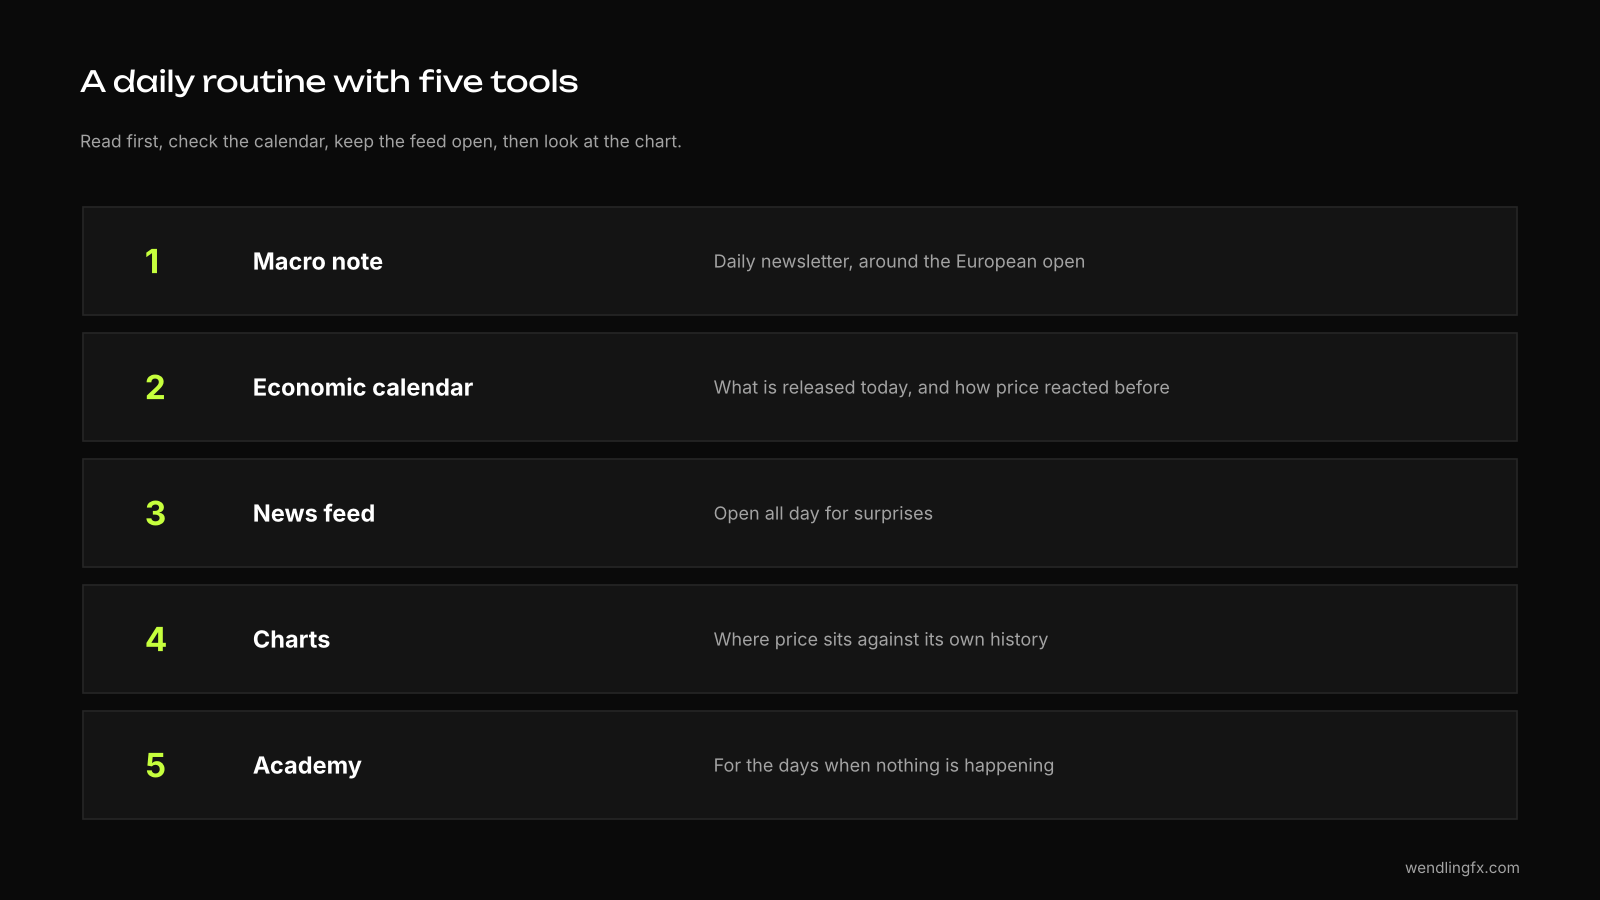 A daily routine with five tools
Read first, check the calendar, keep the feed open, then look at the chart.
1 Macro note Daily newsletter, around the European open
2 Economic calendar What is released today, and how price reacted before
3 News feed Open all day for surprises
4 Charts Where price sits against its own history
5 Academy For the days when nothing is happening
wendlingfx.com